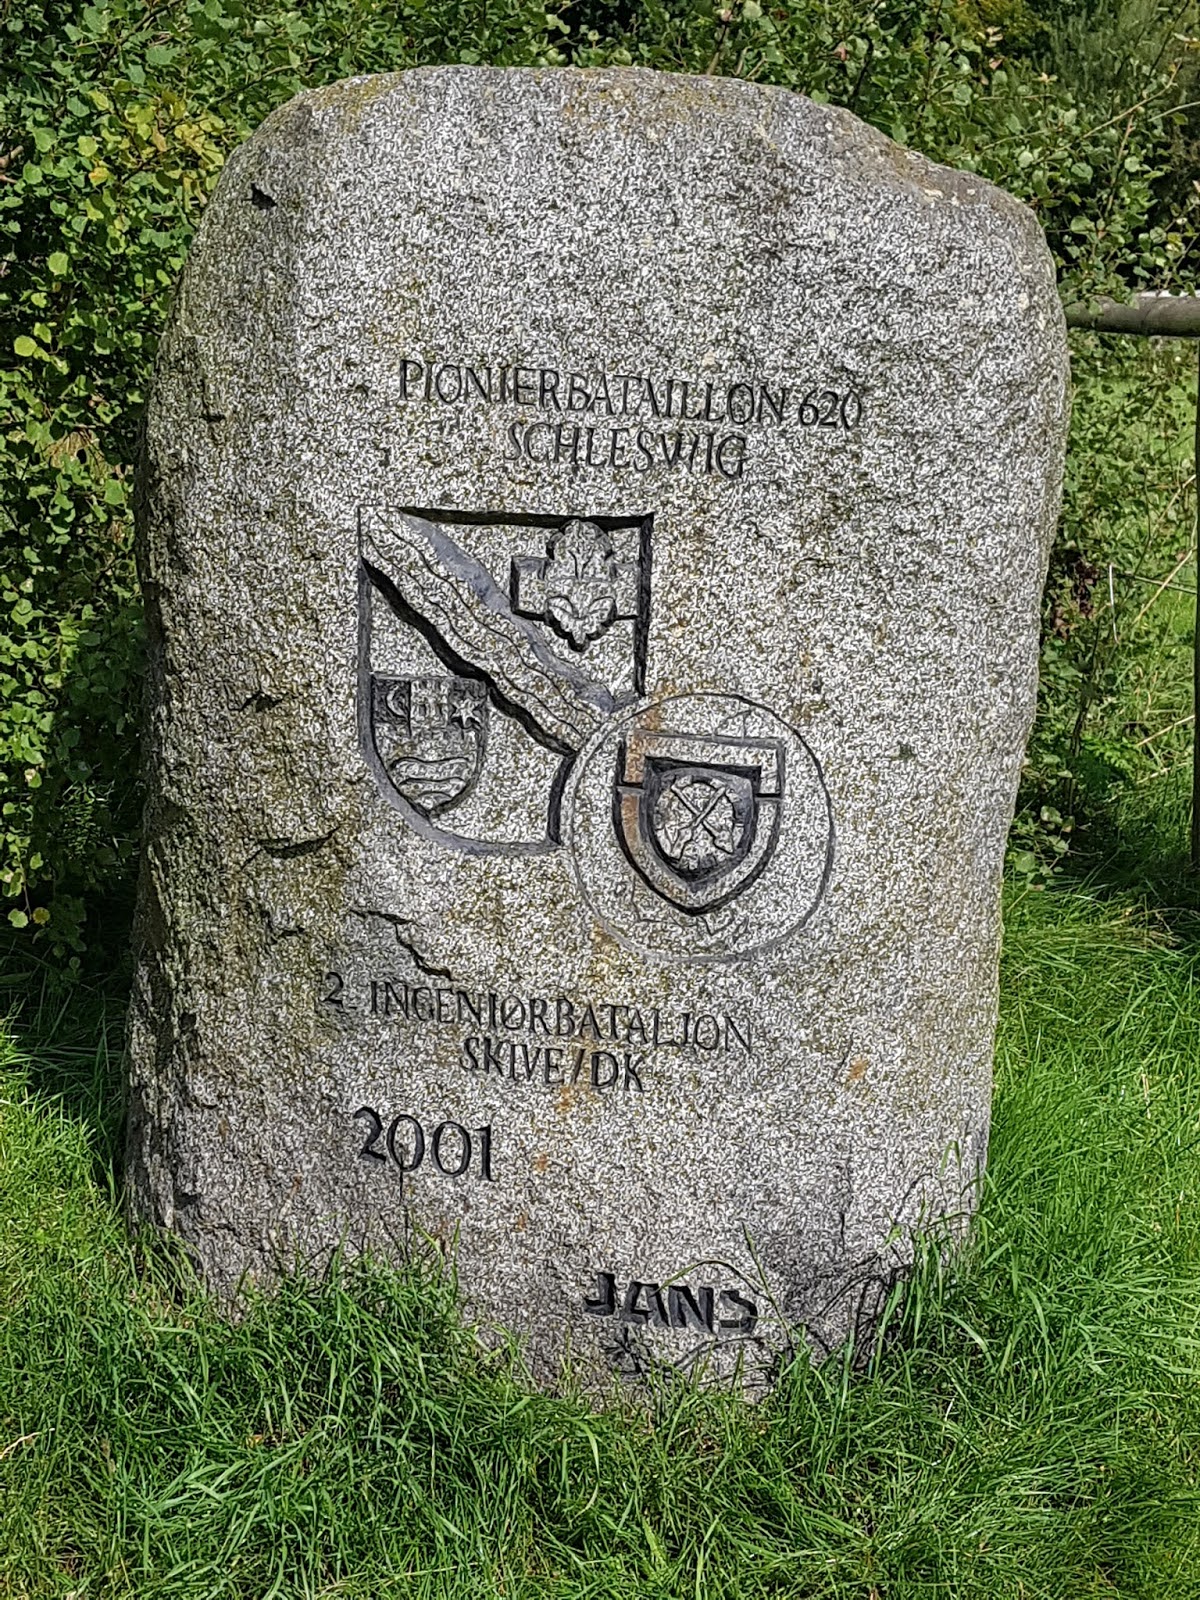 PIONIERBATAILLON 620
SCHLESWIG
2. INGENIØRBATALJON
SKIVE/DK
2001
JANS